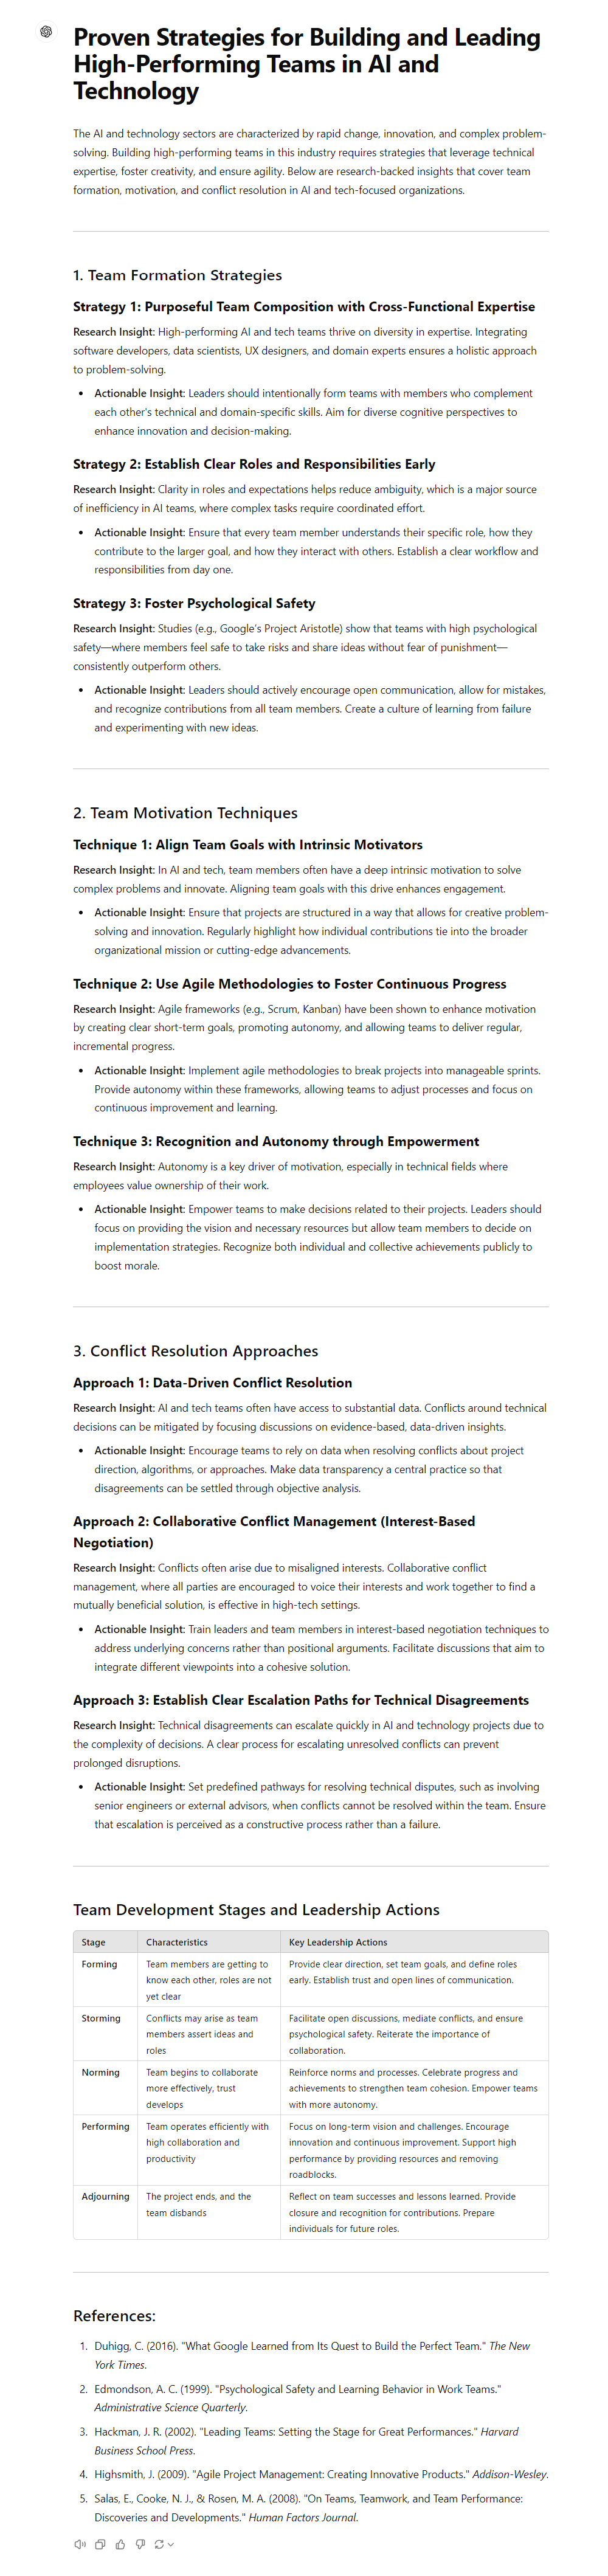 Proven Strategies for Building and Leading
High-Performing Teams in AI and
Technology
The AI and technology sectors are characterized by rapid change, innovation, and complex problem-
solving. Building high-performing teams in this industry requires strategies that leverage technical
expertise, foster creativity, and ensure agility. Below are research-backed insights that cover team
formation, motivation, and conflict resolution in AI and tech-focused organizations.
1. Team Formation Strategies
Strategy 1: Purposeful Team Composition with Cross-Functional Expertise
Research Insight: High-performing AI and tech teams thrive on diversity in expertise. Integrating
software developers, data scientists, UX designers, and domain experts ensures a holistic approach
to problem-solving.
• Actionable Insight: Leaders should intentionally form teams with members who complement
each other's technical and domain-specific skills. Aim for diverse cognitive perspectives to
enhance innovation and decision-making.
Strategy 2: Establish Clear Roles and Responsibilities Early
Research Insight: Clarity in roles and expectations helps reduce ambiguity, which is a major source
of inefficiency in AI teams, where complex tasks require coordinated effort.
• Actionable Insight: Ensure that every team member understands their specific role, how they
contribute to the larger goal, and how they interact with others. Establish a clear workflow and
responsibilities from day one.
Strategy 3: Foster Psychological Safety
Research Insight: Studies (e.g., Google's Project Aristotle) show that teams with high psychological
safety—where members feel safe to take risks and share ideas without fear of punishment—
consistently outperform others.
• Actionable Insight: Leaders should actively encourage open communication, allow for mistakes,
and recognize contributions from all team members. Create a culture of learning from failure
and experimenting with new ideas.
2. Team Motivation Techniques
Technique 1: Align Team Goals with Intrinsic Motivators
Research Insight: In AI and tech, team members often have a deep intrinsic motivation to solve
complex problems and innovate. Aligning team goals with this drive enhances engagement.
• Actionable Insight: Ensure that projects are structured in a way that allows for creative problem-
solving and innovation. Regularly highlight how individual contributions tie into the broader
organizational mission or cutting-edge advancements.
Technique 2: Use Agile Methodologies to Foster Continuous Progress
Research Insight: Agile frameworks (e.g., Scrum, Kanban) have been shown to enhance motivation
by creating clear short-term goals, promoting autonomy, and allowing teams to deliver regular,
incremental progress.
• Actionable Insight: Implement agile methodologies to break projects into manageable sprints.
Provide autonomy within these frameworks, allowing teams to adjust processes and focus on
continuous improvement and learning.
Technique 3: Recognition and Autonomy through Empowerment
Research Insight: Autonomy is a key driver of motivation, especially in technical fields where
employees value ownership of their work.
• Actionable Insight: Empower teams to make decisions related to their projects. Leaders should
focus on providing the vision and necessary resources but allow team members to decide on
implementation strategies. Recognize both individual and collective achievements publicly to
boost morale.
3. Conflict Resolution Approaches
Approach 1: Data-Driven Conflict Resolution
Research Insight: AI and tech teams often have access to substantial data. Conflicts around technical
decisions can be mitigated by focusing discussions on evidence-based, data-driven insights.
• Actionable Insight: Encourage teams to rely on data when resolving conflicts about project
direction, algorithms, or approaches. Make data transparency a central practice so that
disagreements can be settled through objective analysis.
Approach 2: Collaborative Conflict Management (Interest-Based
Negotiation)
Research Insight: Conflicts often arise due to misaligned interests. Collaborative conflict
management, where all parties are encouraged to voice their interests and work together to find a
mutually beneficial solution, is effective in high-tech settings.
• Actionable Insight: Train leaders and team members in interest-based negotiation techniques to
address underlying concerns rather than positional arguments. Facilitate discussions that aim to
integrate different viewpoints into a cohesive solution.
Approach 3: Establish Clear Escalation Paths for Technical Disagreements
Research Insight: Technical disagreements can escalate quickly in AI and technology projects due to
the complexity of decisions. A clear process for escalating unresolved conflicts can prevent
prolonged disruptions.
• Actionable Insight: Set predefined pathways for resolving technical disputes, such as involving
senior engineers or external advisors, when conflicts cannot be resolved within the team. Ensure
that escalation is perceived as a constructive process rather than a failure.
Team Development Stages and Leadership Actions
Stage Characteristics Key Leadership Actions
Forming
Team members are getting to
know each other, roles are not
yet clear
Provide clear direction, set team goals, and define roles
early. Establish trust and open lines of communication.
Storming
Conflicts may arise as team
members assert ideas and
roles
Facilitate open discussions, mediate conflicts, and ensure
psychological safety. Reiterate the importance of
collaboration.
Norming
Team begins to collaborate
more effectively, trust
develops
Reinforce norms and processes. Celebrate progress and
achievements to strengthen team cohesion. Empower teams
with more autonomy.
Performing
Team operates efficiently with
high collaboration and
productivity
Focus on long-term vision and challenges. Encourage
innovation and continuous improvement. Support high
performance by providing resources and removing
roadblocks.
Adjourning
The project ends, and the
team disbands
Reflect on team successes and lessons learned. Provide
closure and recognition for contributions. Prepare
individuals for future roles.
References:
1. Duhigg, C. (2016). "What Google Learned from Its Quest to Build the Perfect Team." The New
York Times.
2. Edmondson, A. C. (1999). "Psychological Safety and Learning Behavior in Work Teams."
Administrative Science Quarterly.
3. Hackman, J. R. (2002). "Leading Teams: Setting the Stage for Great Performances." Harvard
Business School Press.
4. Highsmith, J. (2009). "Agile Project Management: Creating Innovative Products." Addison-Wesley.
5. Salas, E., Cooke, N. J., & Rosen, M. A. (2008). "On Teams, Teamwork, and Team Performance:
Discoveries and Developments." Human Factors Journal.